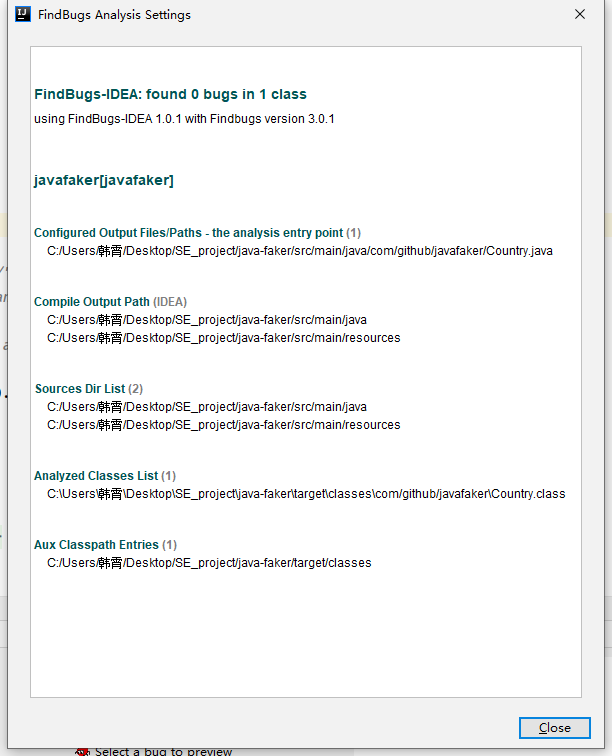 FindBugs Analysis Settings
FindBugs-IDEA: found 0 bugs in 1 class
using FindBugs-IDEA 1.0.1 with Findbugs version 3.0.1
javafaker[javafaker]
Configured Output Files/Paths - the analysis entry point (1)
C:/Users/韩霄/Desktop/SE_project/java-faker/src/main/java/com/github/javafaker/Country.java
Compile Output Path (IDEA)
C:/Users/韩霄/Desktop/SE_project/java-faker/src/main/java
C:/Users/韩霄/Desktop/SE_project/java-faker/src/main/resources
Sources Dir List (2)
C:/Users/韩霄/Desktop/SE_project/java-faker/src/main/java
C:/Users/韩霄/Desktop/SE_project/java-faker/src/main/resources
Analyzed Classes List (1)
C:\Users\韩霄\Desktop\SE_project\java-faker\target\classes\com/github/javafaker\Country.class
Aux Classpath Entries (1)
C:/Users/韩霄/Desktop/SE_project/java-faker/target/classes
Close
Select a bug to preview